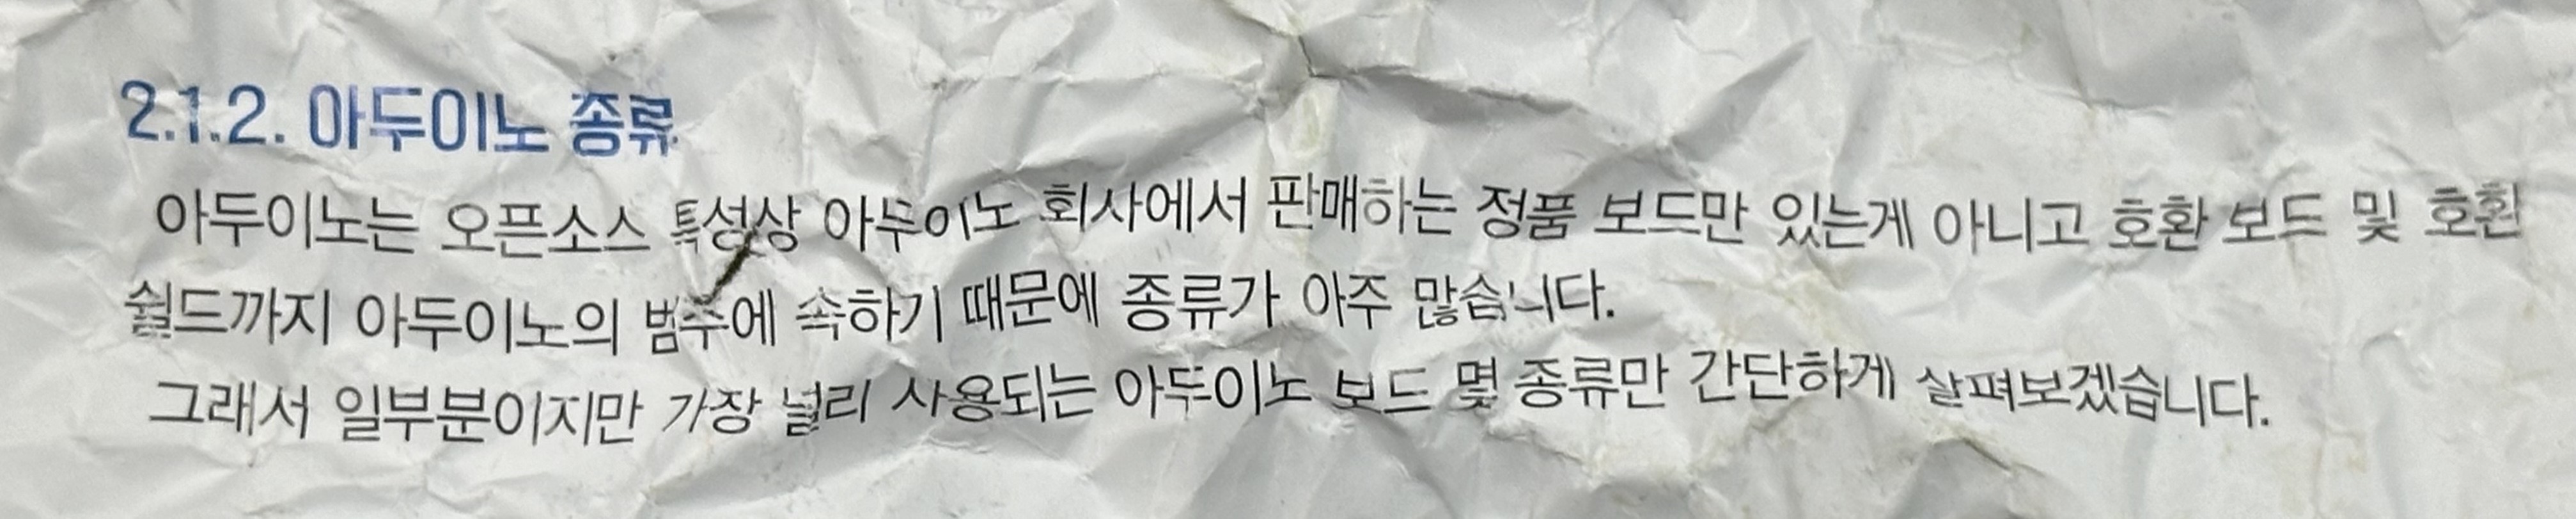 2.1.2. 아두이노 종류
아두이노는 오픈소스 특성상 아두이노 회사에서 판매하는 정품 보드만 있는게 아니고 호환 보드 및 호환
쉴드까지 아두이노의 범주에 속하기 때문에 종류가 아주 많습니다.
그래서 일부분이지만 가장 널리 사용되는 아두이노 보드 몇 종류만 간단하게 살펴보겠습니다.